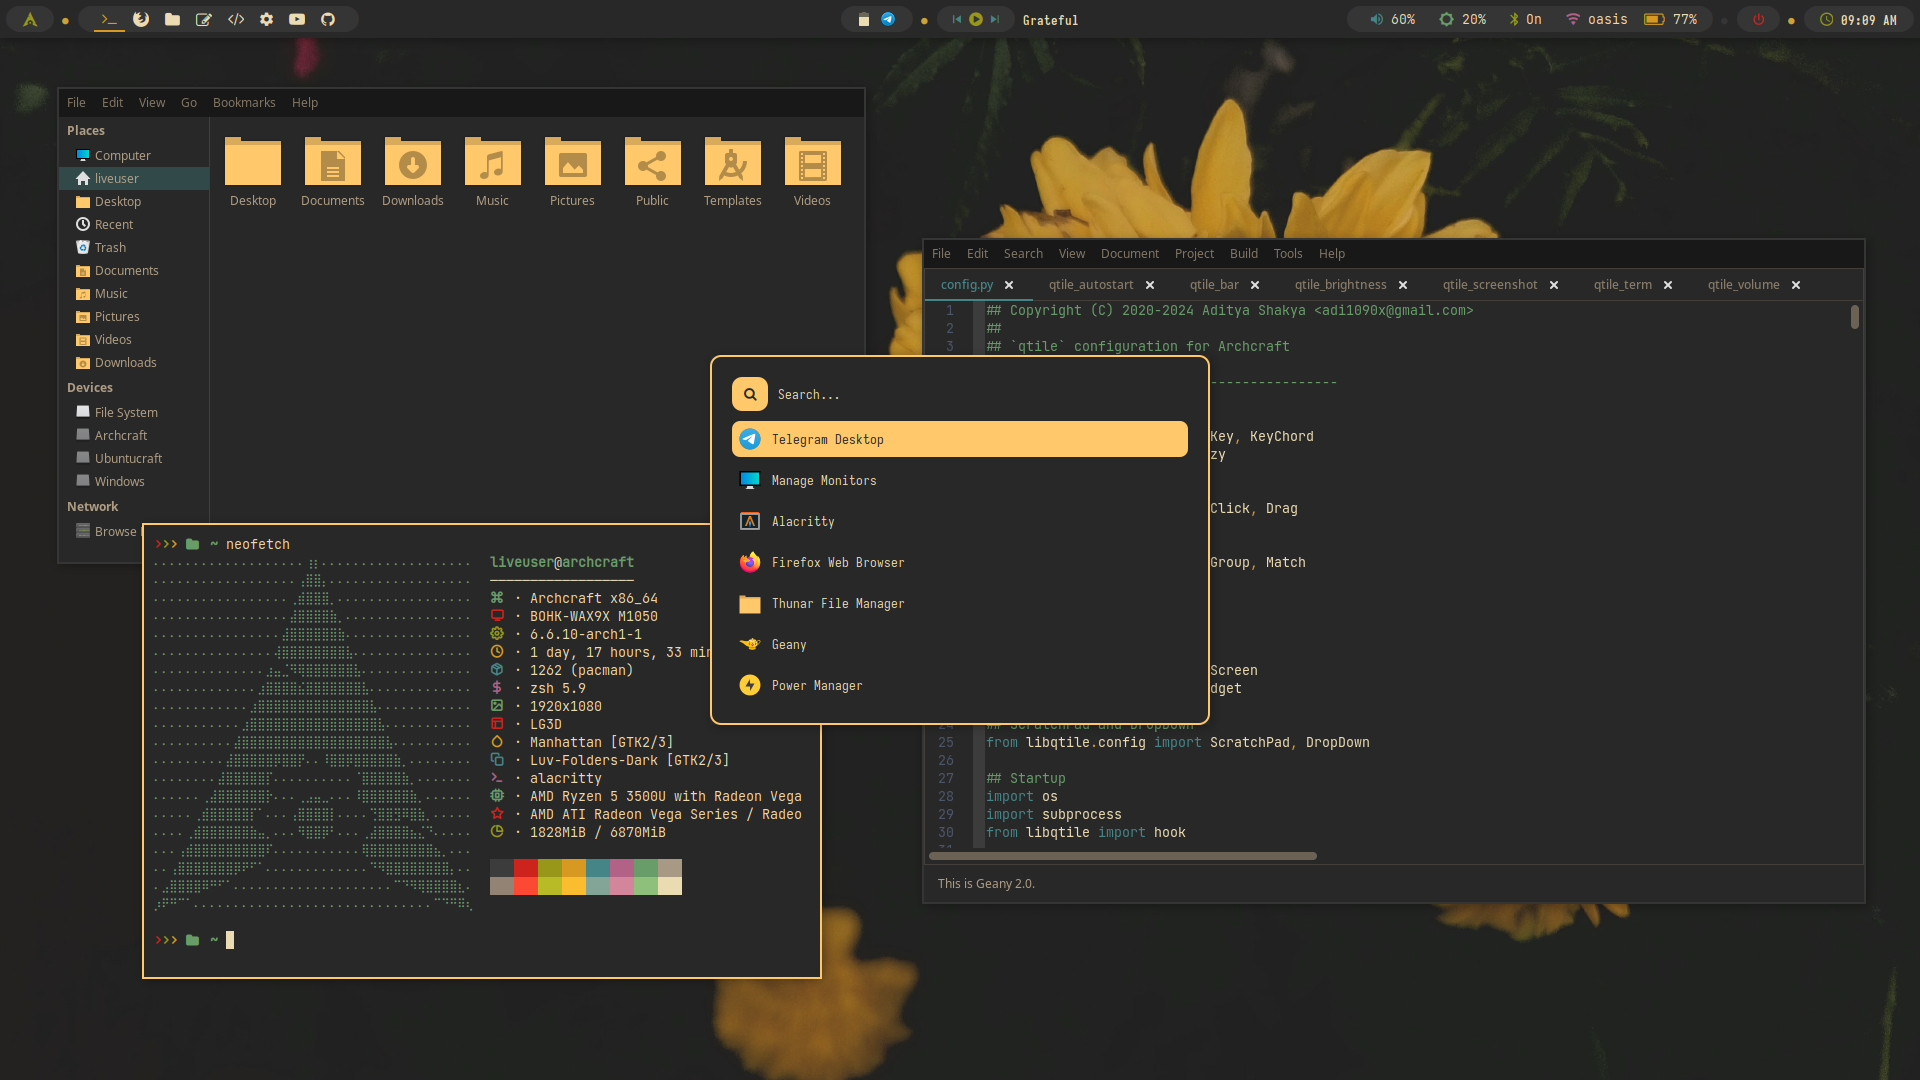 Grateful
60%
20%
On
oasis
77%
09:09 AM
File Edit View Go Bookmarks Help
Places
Computer
liveuser
Desktop
Recent
Trash
Documents
Music
Pictures
Videos
Downloads
Devices
File System
Archcraft
Ubuntucraft
Windows
Network
Browse
Desktop Documents Downloads Music Pictures Public Templates Videos
>>> ~ neofetch
liveuser@archcraft
· Archcraft x86_64
· BOHK-WAX9X M1050
· 6.6.10-arch1-1
· 1 day, 17 hours, 33 min
· 1262 (pacman)
· zsh 5.9
· 1920x1080
· LG3D
· Manhattan [GTK2/3]
· Luv-Folders-Dark [GTK2/3]
· alacritty
· AMD Ryzen 5 3500U with Radeon Vega
· AMD ATI Radeon Vega Series / Radeo
· 1828MiB / 6870MiB
>>> ~
Search...
Telegram Desktop
Manage Monitors
Alacritty
Firefox Web Browser
Thunar File Manager
Geany
Power Manager
File Edit Search View Document Project Build Tools Help
config.py qtile_autostart qtile_bar qtile_brightness qtile_screenshot qtile_term qtile_volume
1 ## Copyright (C) 2020-2024 Aditya Shakya <adi1090x@gmail.com>
2 ##
3 ## `qtile` configuration for Archcraft
----------------
Key, KeyChord
zy
Click, Drag
Group, Match
Screen
dget
24 ## ScratchPad and DropDown
25 from libqtile.config import ScratchPad, DropDown
26
27 ## Startup
28 import os
29 import subprocess
30 from libqtile import hook
This is Geany 2.0.